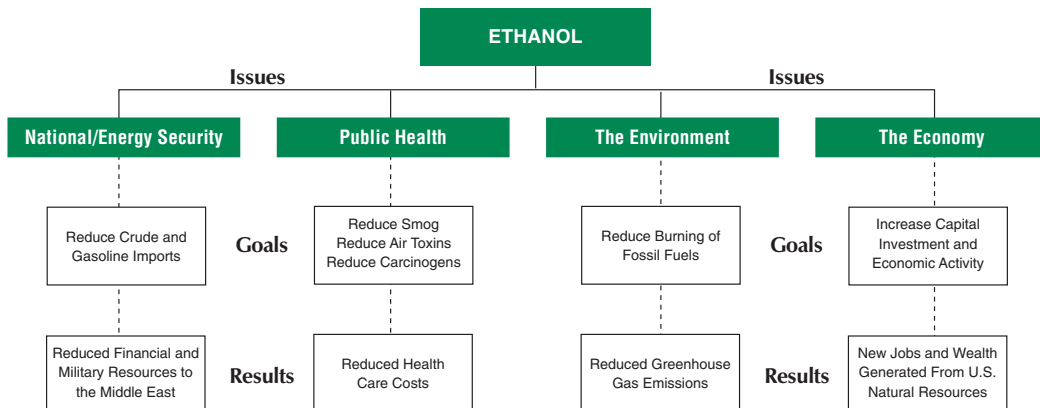 ETHANOL
Issues
Issues
National/Energy Security
Public Health
The Environment
The Economy
Reduce Crude and
Gasoline Imports
Goals
Reduce Smog
Reduce Air Toxins
Reduce Carcinogens
Reduce Burning of
Fossil Fuels
Goals
Increase Capital
Investment and
Economic Activity
Reduced Financial and
Military Resources to
the Middle East
Results
Reduced Health
Care Costs
Reduced Greenhouse
Gas Emissions
Results
New Jobs and Wealth
Generated From U.S.
Natural Resources